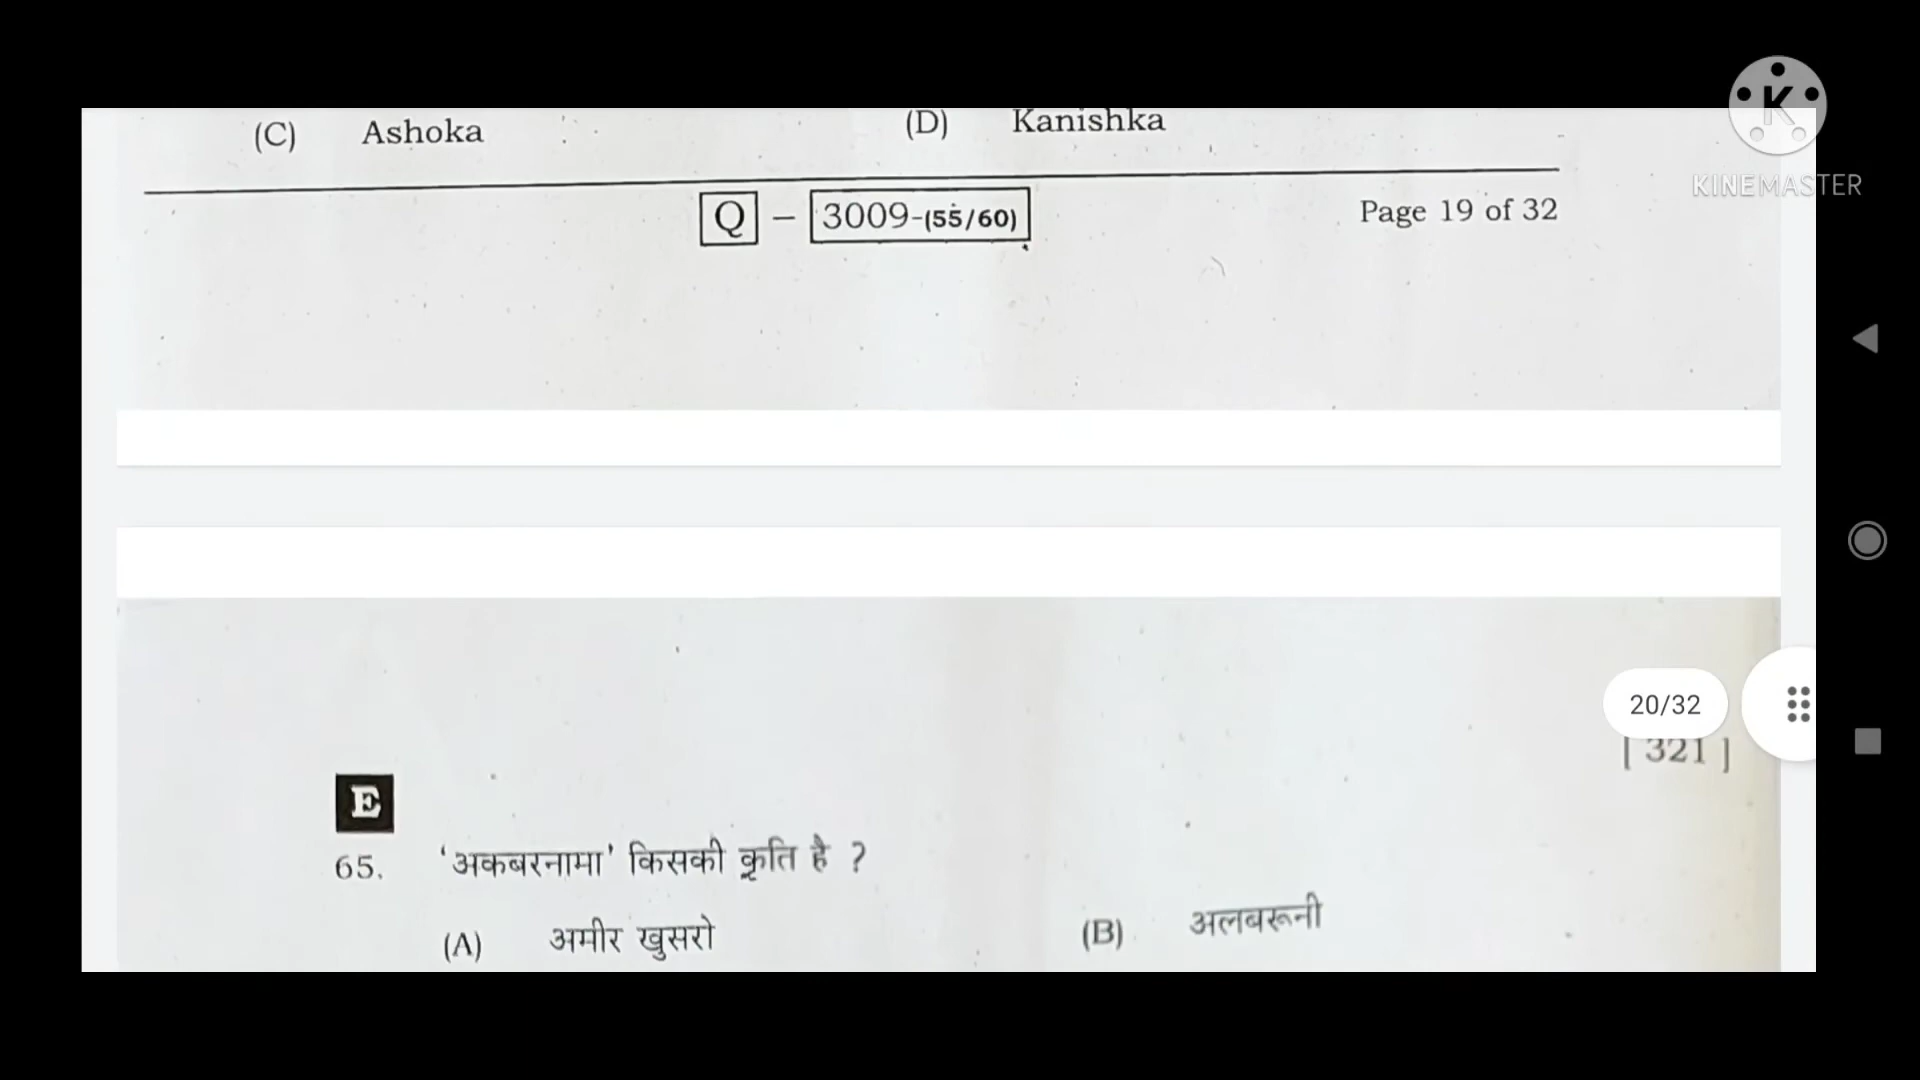 (C) Ashoka (D) Kanishka
Q – 3009-(55/60) Page 19 of 32
KINEMASTER
20/32
[ 321 ]
E
65. 'अकबरनामा' किसकी कृति है ?
(A) अमीर खुसरो (B) अलबरूनी